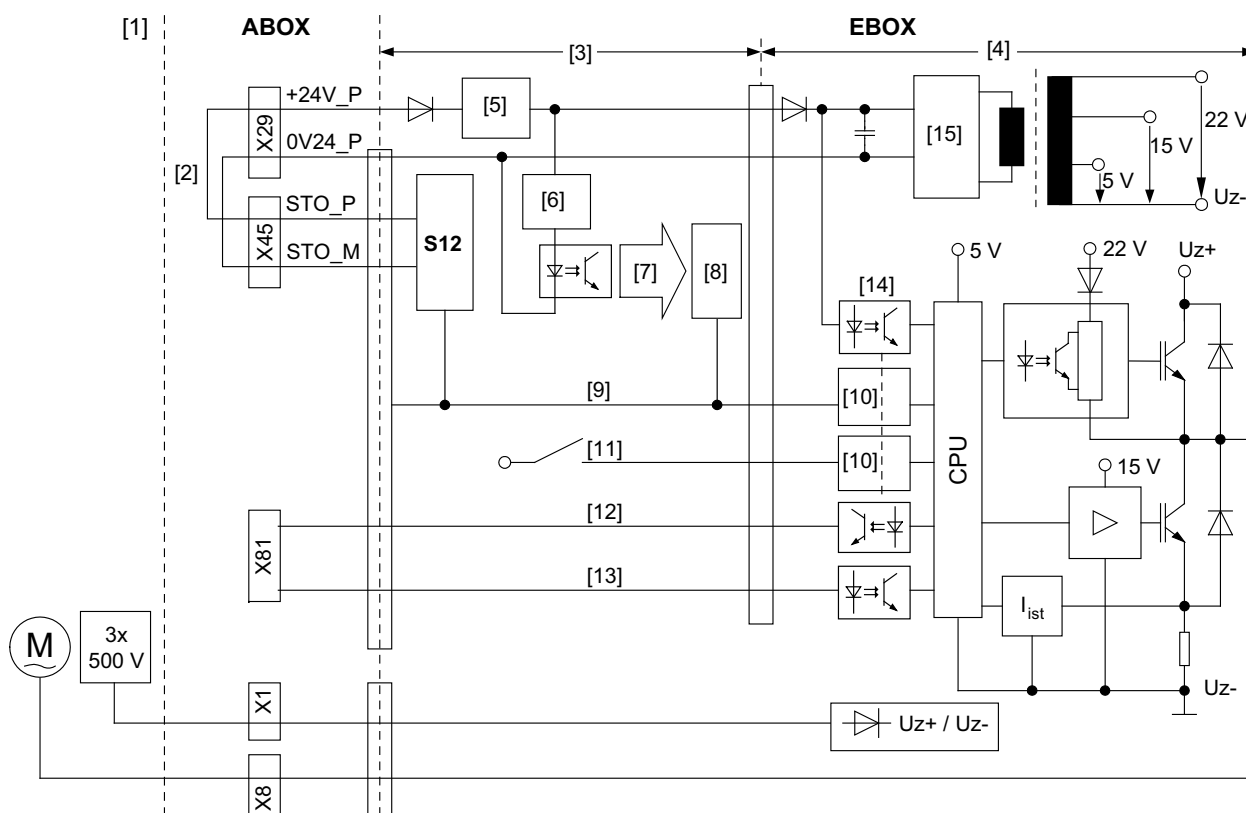 [1] ABOX EBOX
[3] [4]
X29 +24V_P [5] [15] 22 V
0V24_P 15 V
[2] [6] 5 V Uz-
X45 STO_P S12
STO_M [7] [8] 5 V 22 V Uz+
[14]
[9] [10]
[11] [10] CPU 15 V
X81 [12]
[13] I ist
M 3x
500 V
X1 Uz+ / Uz- Uz-
X8